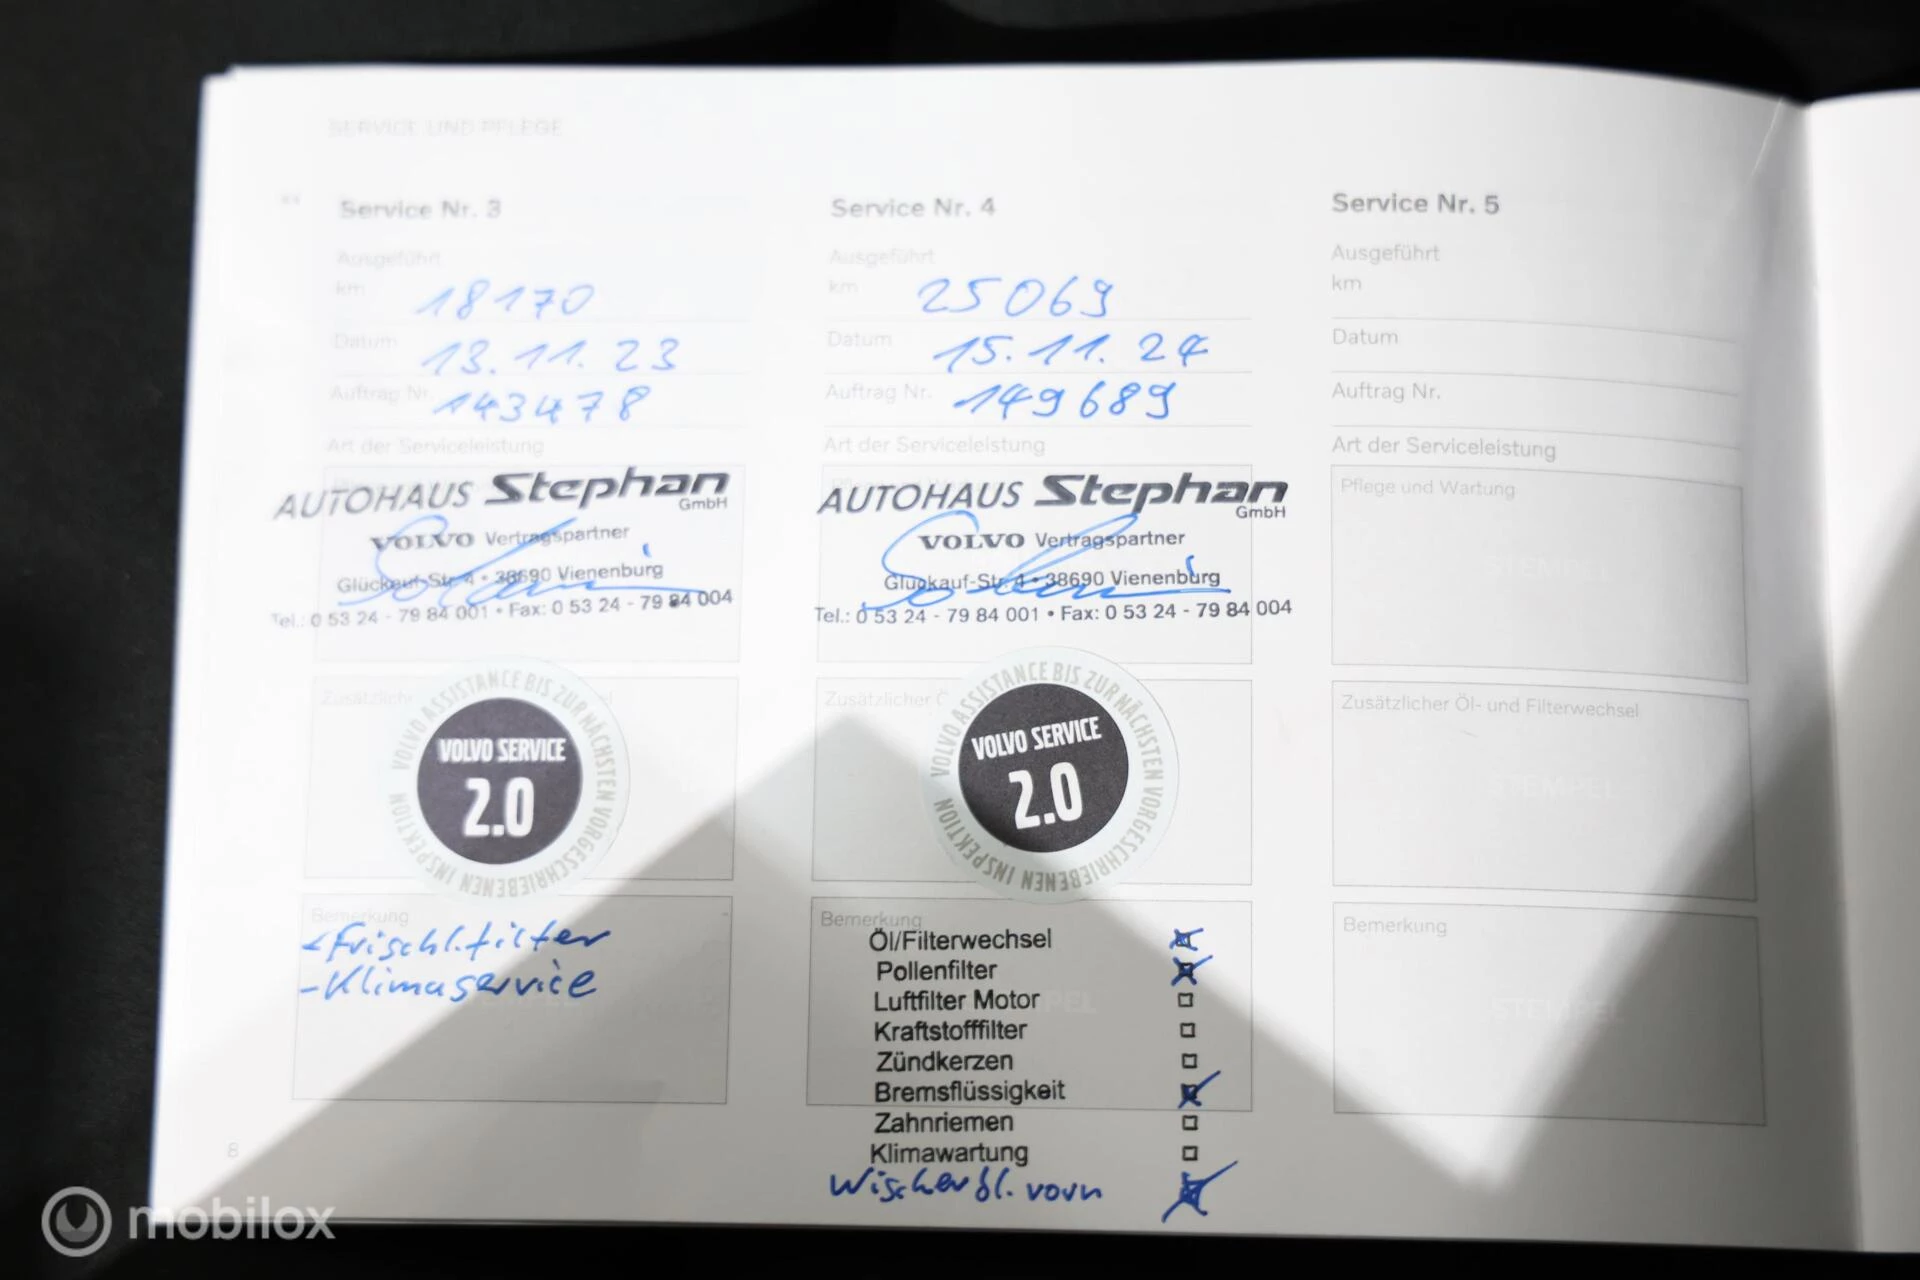 SERVICE UND PFLEGE
Service Nr. 3
Ausgeführt
km 18170
Datum 13.11.23
Auftrag Nr. 143478
Art der Serviceleistung
AUTOHAUS Stephan
GmbH
VOLVO Vertragspartner
Glückauf-Str. 4 • 38690 Vienenburg
Tel.: 0 53 24 - 79 84 001 • Fax: 0 53 24 - 79 84 004
VOLVO ASSISTANCE BIS ZUR NÄCHSTEN VORGESCHRIEBENEN INSPEKTION
VOLVO SERVICE
2.0
Bemerkung
- Frischl.filter
- Klimaservice
Service Nr. 4
Ausgeführt
km 25069
Datum 15.11.24
Auftrag Nr. 149689
Art der Serviceleistung
AUTOHAUS Stephan
GmbH
VOLVO Vertragspartner
Glückauf-Str. 4 • 38690 Vienenburg
Tel.: 0 53 24 - 79 84 001 • Fax: 0 53 24 - 79 84 004
Zusätzlicher Ö
VOLVO ASSISTANCE BIS ZUR NÄCHSTEN VORGESCHRIEBENEN INSPEKTION
VOLVO SERVICE
2.0
Bemerkung
Öl/Filterwechsel
Pollenfilter
Luftfilter Motor
Kraftstofffilter
Zündkerzen
Bremsflüssigkeit
Zahnriemen
Klimawartung
Wischerbl. vorn
Service Nr. 5
Ausgeführt
km
Datum
Auftrag Nr.
Art der Serviceleistung
Pflege und Wartung
STEMPEL
Zusätzlicher Öl- und Filterwechsel
STEMPEL
Bemerkung
STEMPEL
8
mobilox